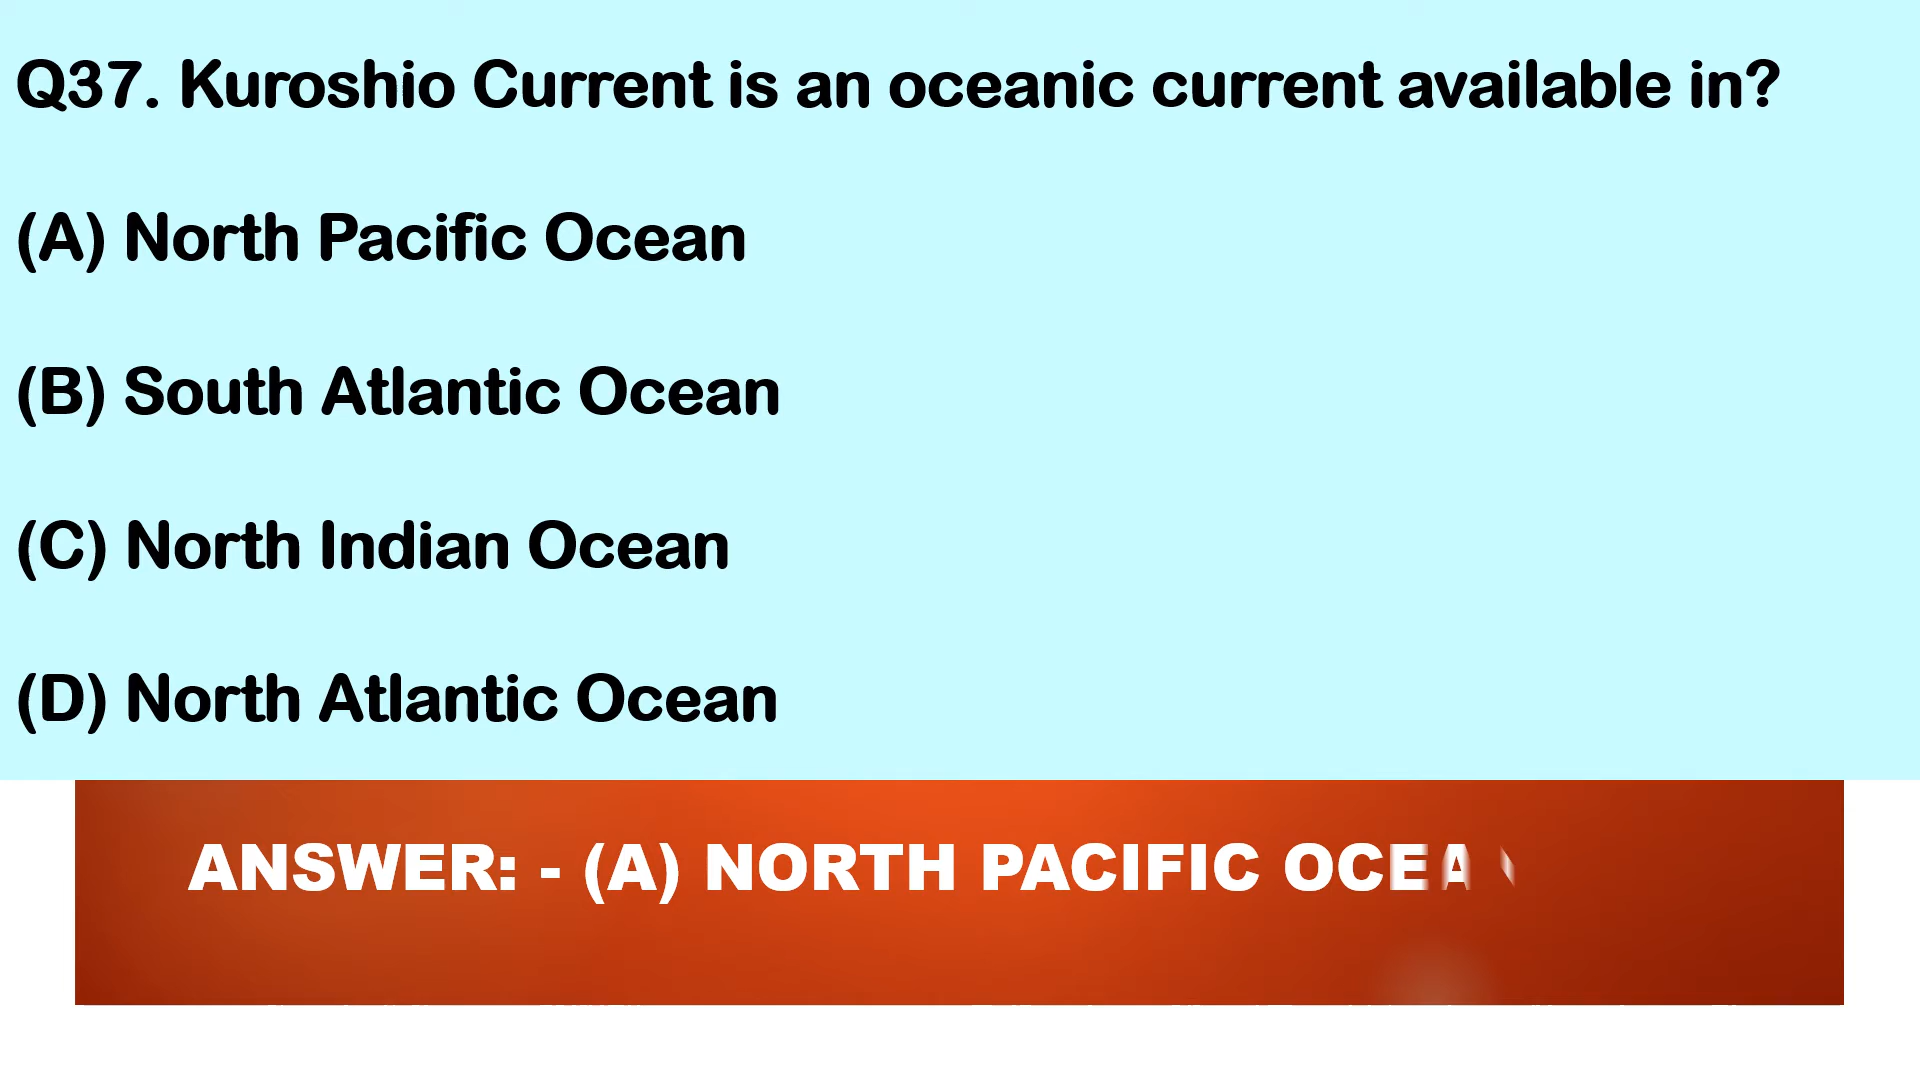 Q37. Kuroshio Current is an oceanic current available in?
(A) North Pacific Ocean
(B) South Atlantic Ocean
(C) North Indian Ocean
(D) North Atlantic Ocean
ANSWER: - (A) NORTH PACIFIC OCEAN